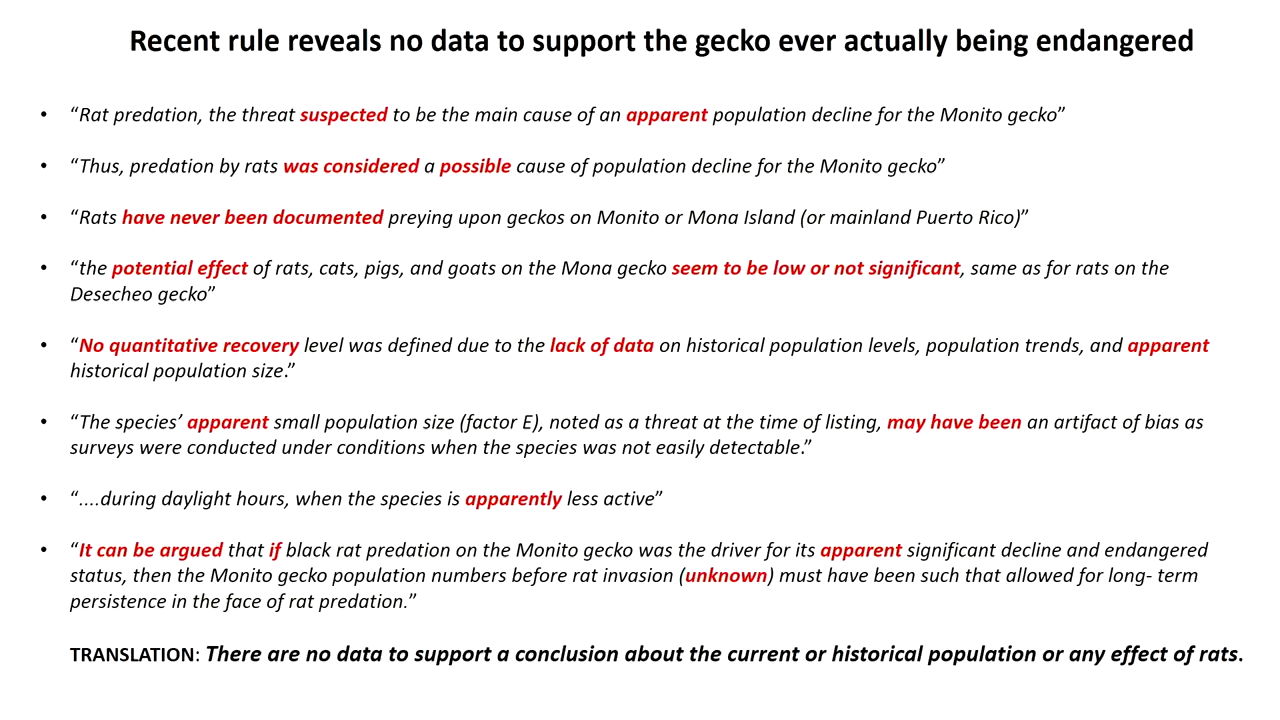 Recent rule reveals no data to support the gecko ever actually being endangered
• “Rat predation, the threat suspected to be the main cause of an apparent population decline for the Monito gecko”
• “Thus, predation by rats was considered a possible cause of population decline for the Monito gecko”
• “Rats have never been documented preying upon geckos on Monito or Mona Island (or mainland Puerto Rico)”
• “the potential effect of rats, cats, pigs, and goats on the Mona gecko seem to be low or not significant, same as for rats on the
Desecheo gecko”
• “No quantitative recovery level was defined due to the lack of data on historical population levels, population trends, and apparent
historical population size.”
• “The species’ apparent small population size (factor E), noted as a threat at the time of listing, may have been an artifact of bias as
surveys were conducted under conditions when the species was not easily detectable.”
• “....during daylight hours, when the species is apparently less active”
• “It can be argued that if black rat predation on the Monito gecko was the driver for its apparent significant decline and endangered
status, then the Monito gecko population numbers before rat invasion (unknown) must have been such that allowed for long- term
persistence in the face of rat predation.”
TRANSLATION: There are no data to support a conclusion about the current or historical population or any effect of rats.